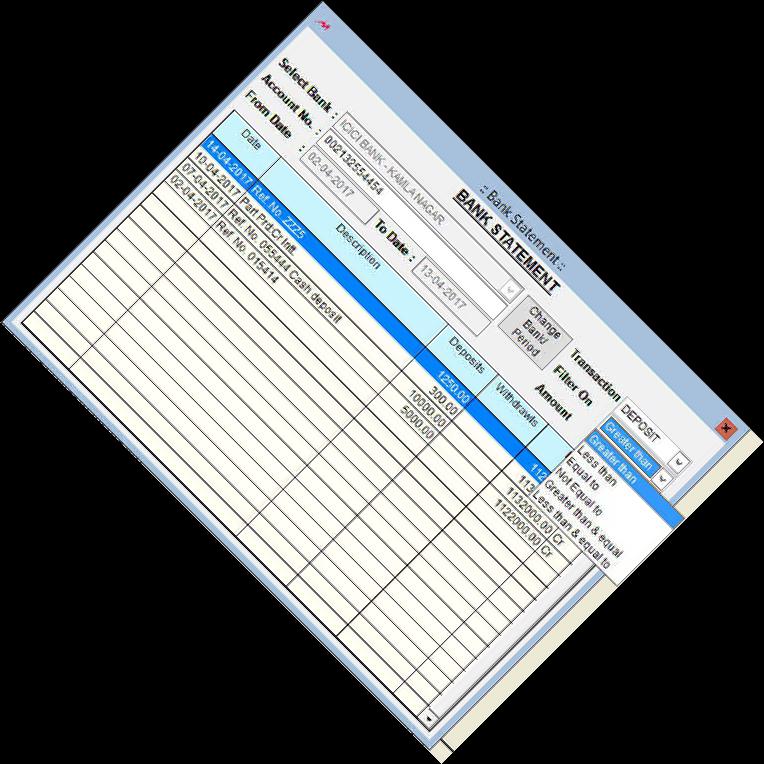 .: Bank Statement :.
BANK STATEMENT
Select Bank : ICICI BANK - KAMLA NAGAR
Account No. : 002132554454
From Date : 02-04-2017 To Date : 13-04-2017
Change Bank/ Period
Transaction DEPOSIT
Filter On Greater than
Amount
Greater than
Less than
Equal to
Not Equal to
Greater than & equal
Less than & equal to
Date Description Deposits Withdrawls
14-04-2017 Ref. No. ZZZ5 1250.00 112
10-04-2017 Part Prd Cr Intt 300.00 113
07-04-2017 Ref. No. 055444 Cash deposit 10000.00 1132000.00 Cr
02-04-2017 Ref. No. 015414 5000.00 1122000.00 Cr